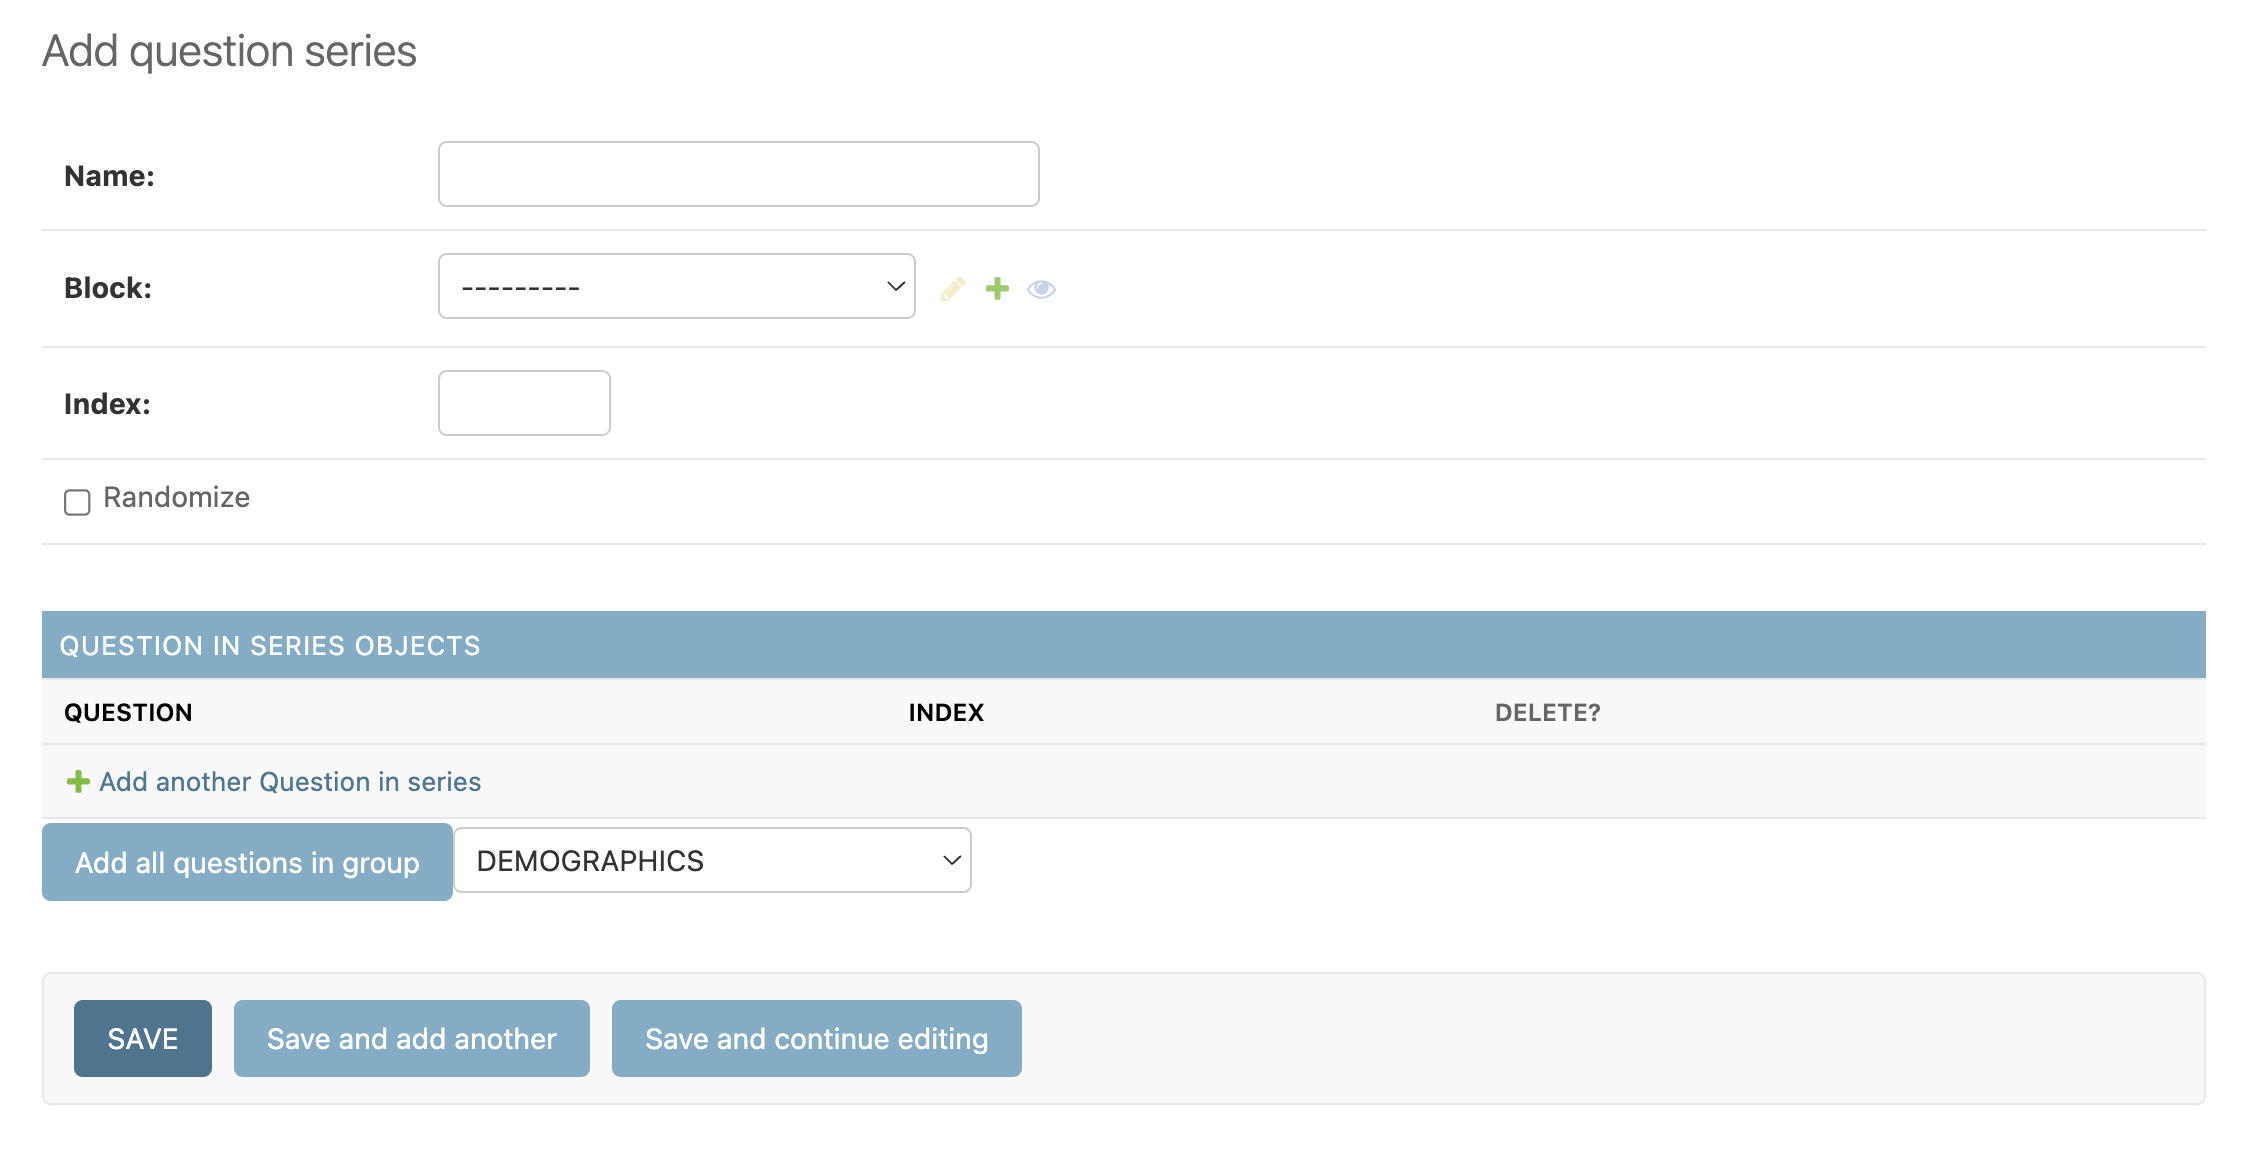 Add question series
Name:
Block:
---------
Index:
Randomize
QUESTION IN SERIES OBJECTS
QUESTION INDEX DELETE?
Add another Question in series
Add all questions in group DEMOGRAPHICS
SAVE Save and add another Save and continue editing